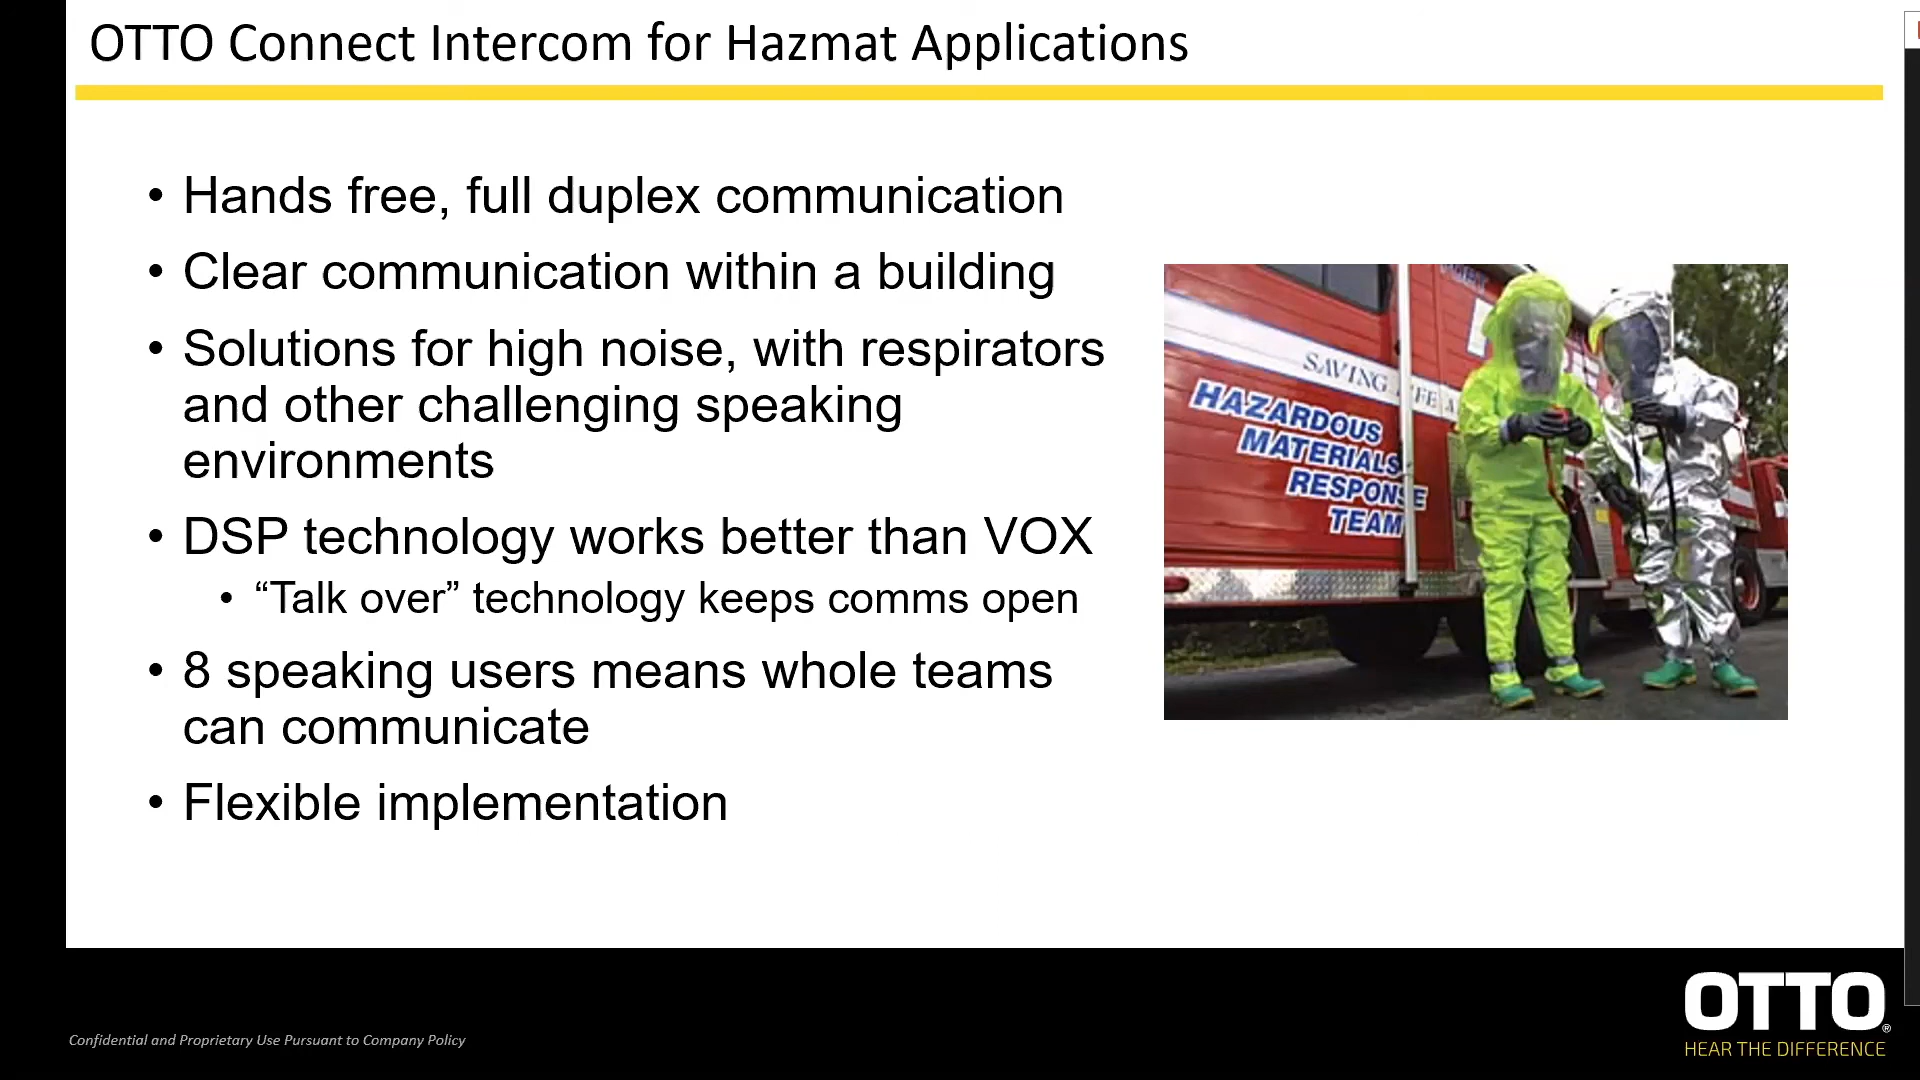 OTTO Connect Intercom for Hazmat Applications
• Hands free, full duplex communication
• Clear communication within a building
• Solutions for high noise, with respirators
and other challenging speaking
environments
• DSP technology works better than VOX
• “Talk over” technology keeps comms open
• 8 speaking users means whole teams
can communicate
• Flexible implementation
SAVING
HAZARDOUS
MATERIALS
RESPONSE
TEAM
Confidential and Proprietary Use Pursuant to Company Policy
OTTO®
HEAR THE DIFFERENCE